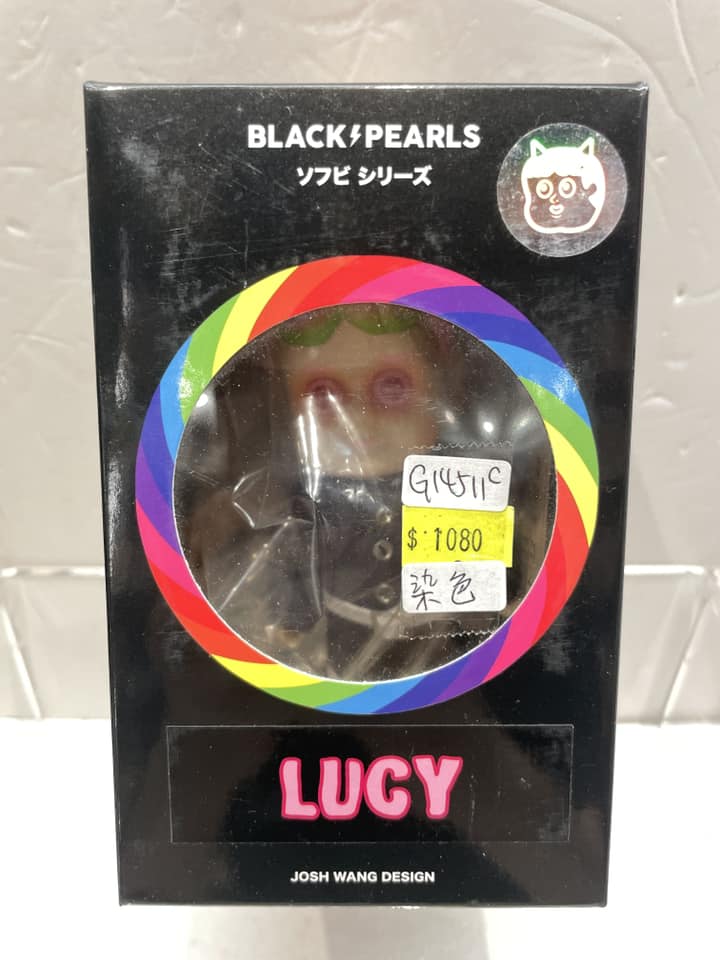 BLACK⚡PEARLS
ソフビ シリーズ
G14511C
$ 1080
染色
LUCY
JOSH WANG DESIGN